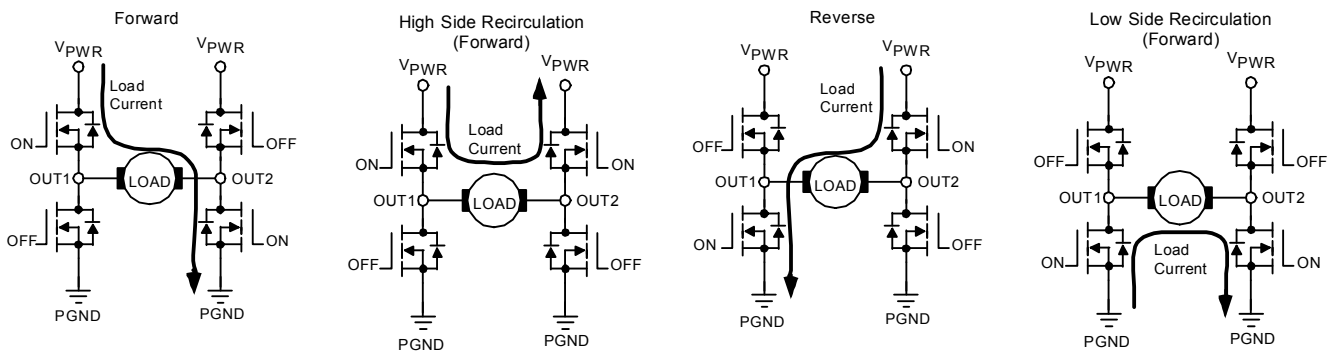 Forward
VPWR
VPWR
Load
Current
ON
OFF
OUT1
LOAD
OUT2
OFF
ON
PGND
PGND
High Side Recirculation
(Forward)
VPWR
VPWR
Load
Current
ON
ON
OUT1
LOAD
OUT2
OFF
OFF
PGND
PGND
Reverse
VPWR
VPWR
Load
Current
OFF
ON
OUT1
LOAD
OUT2
ON
OFF
PGND
PGND
Low Side Recirculation
(Forward)
VPWR
VPWR
OFF
OFF
OUT1
LOAD
OUT2
ON
Load
Current
ON
PGND
PGND